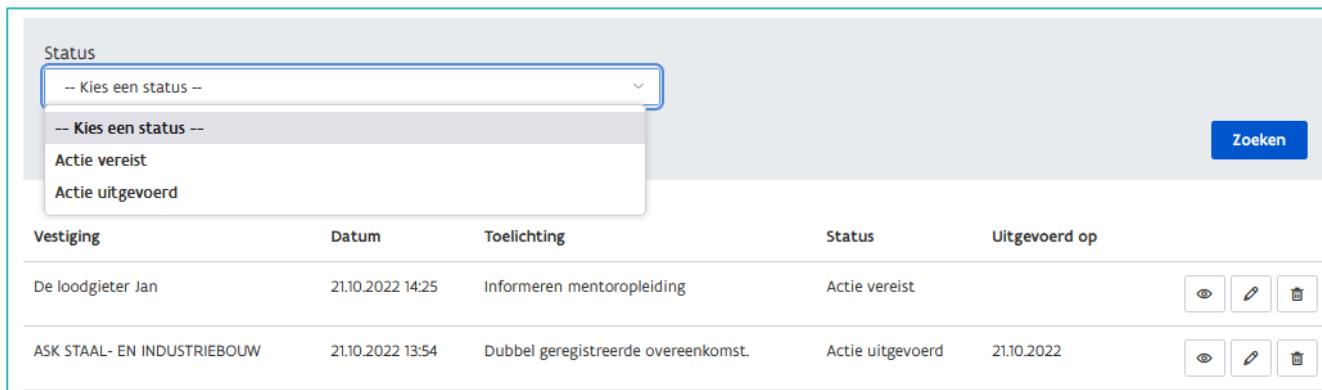 Status
-- Kies een status --
-- Kies een status --
Actie vereist
Actie uitgevoerd
Zoeken
Vestiging Datum Toelichting Status Uitgevoerd op
De loodgieter Jan 21.10.2022 14:25 Informeren mentoropleiding Actie vereist
ASK STAAL- EN INDUSTRIEBOUW 21.10.2022 13:54 Dubbel geregistreerde overeenkomst. Actie uitgevoerd 21.10.2022